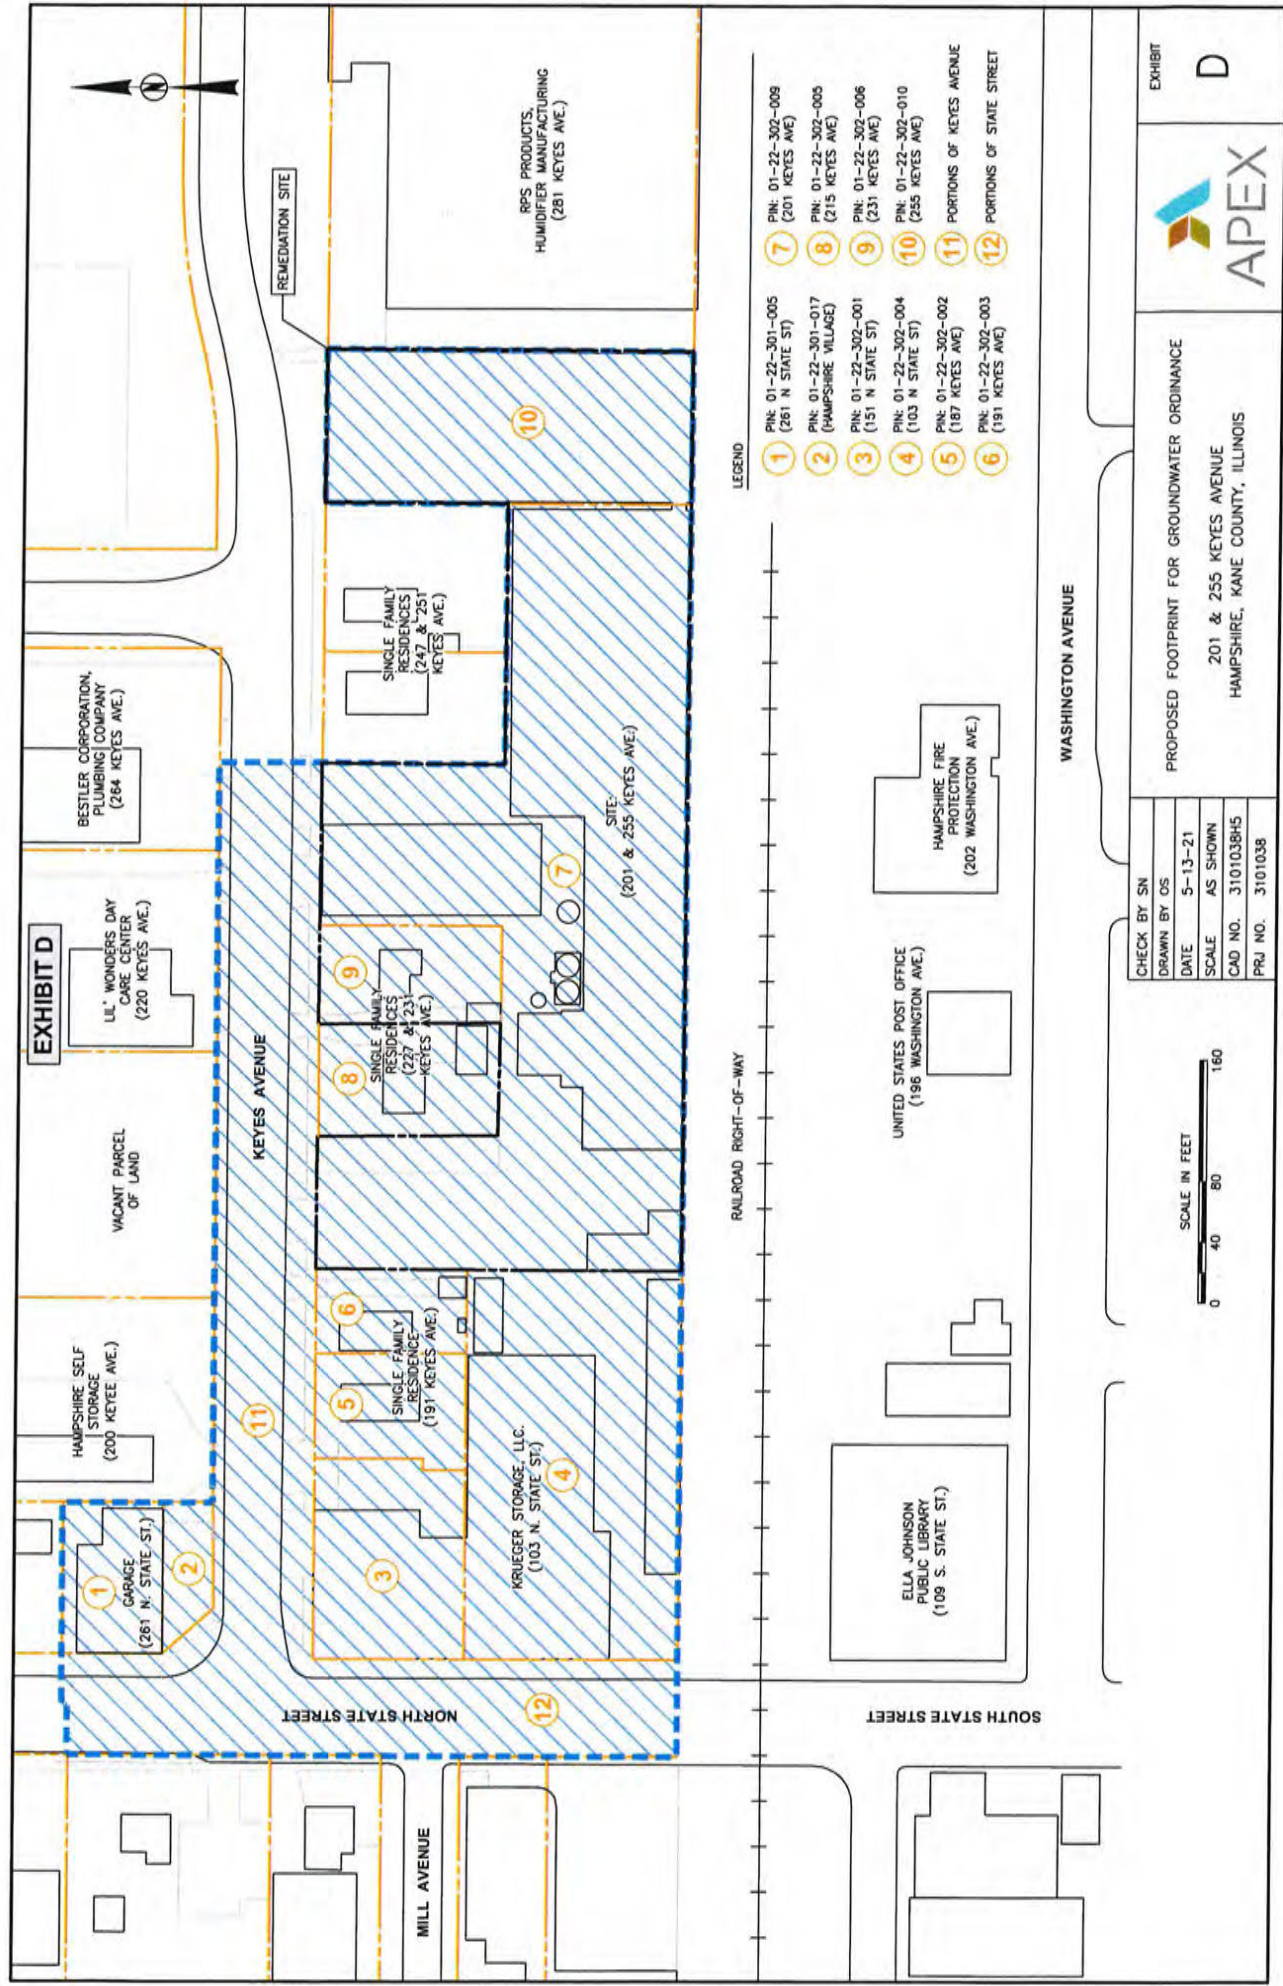 EXHIBIT D
N
HAMPSHIRE SELF
STORAGE
(200 KEYEE AVE.)
VACANT PARCEL
OF LAND
LIL' WONDERS DAY
CARE CENTER
(220 KEYES AVE.)
BESTLER CORPORATION,
PLUMBING COMPANY
(264 KEYES AVE.)
1
GARAGE
(261 N. STATE ST.)
2
KEYES AVENUE
11
REMEDIATION SITE
NORTH STATE STREET
MILL AVENUE
12
3
5
6
SINGLE FAMILY
RESIDENCE
(191 KEYES AVE.)
8
9
SINGLE FAMILY
RESIDENCES
(227 & 231
KEYES AVE.)
SINGLE FAMILY
RESIDENCES
(247 & 251
KEYES AVE.)
10
RPS PRODUCTS,
HUMIDIFIER MANUFACTURING
(281 KEYES AVE.)
KRUEGER STORAGE, LLC.
(103 N. STATE ST.)
4
7
SITE:
(201 & 255 KEYES AVE.)
RAILROAD RIGHT-OF-WAY
SOUTH STATE STREET
ELLA JOHNSON
PUBLIC LIBRARY
(109 S. STATE ST.)
UNITED STATES POST OFFICE
(196 WASHINGTON AVE.)
HAMPSHIRE FIRE
PROTECTION
(202 WASHINGTON AVE.)
WASHINGTON AVENUE
LEGEND
1 PIN: 01-22-301-005
(261 N STATE ST)
2 PIN: 01-22-301-017
(HAMPSHIRE VILLAGE)
3 PIN: 01-22-302-001
(151 N STATE ST)
4 PIN: 01-22-302-004
(103 N STATE ST)
5 PIN: 01-22-302-002
(187 KEYES AVE)
6 PIN: 01-22-302-003
(191 KEYES AVE)
7 PIN: 01-22-302-009
(201 KEYES AVE)
8 PIN: 01-22-302-005
(215 KEYES AVE)
9 PIN: 01-22-302-006
(231 KEYES AVE)
10 PIN: 01-22-302-010
(255 KEYES AVE)
11 PORTIONS OF KEYES AVENUE
12 PORTIONS OF STATE STREET
SCALE IN FEET
0 40 80 160
CHECK BY SN
DRAWN BY OS
DATE 5-13-21
SCALE AS SHOWN
CAD NO. 3101038H5
PRJ NO. 3101038
PROPOSED FOOTPRINT FOR GROUNDWATER ORDINANCE
201 & 255 KEYES AVENUE
HAMPSHIRE, KANE COUNTY, ILLINOIS
APEX
EXHIBIT
D